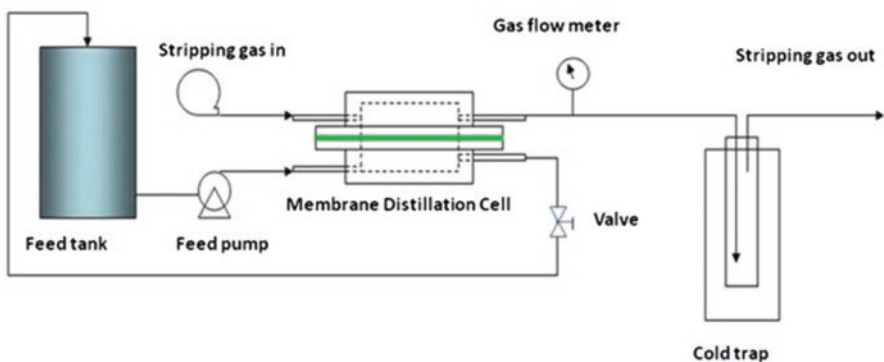 Gas flow meter
Stripping gas in
Stripping gas out
Membrane Distillation Cell
Valve
Feed tank
Feed pump
Cold trap